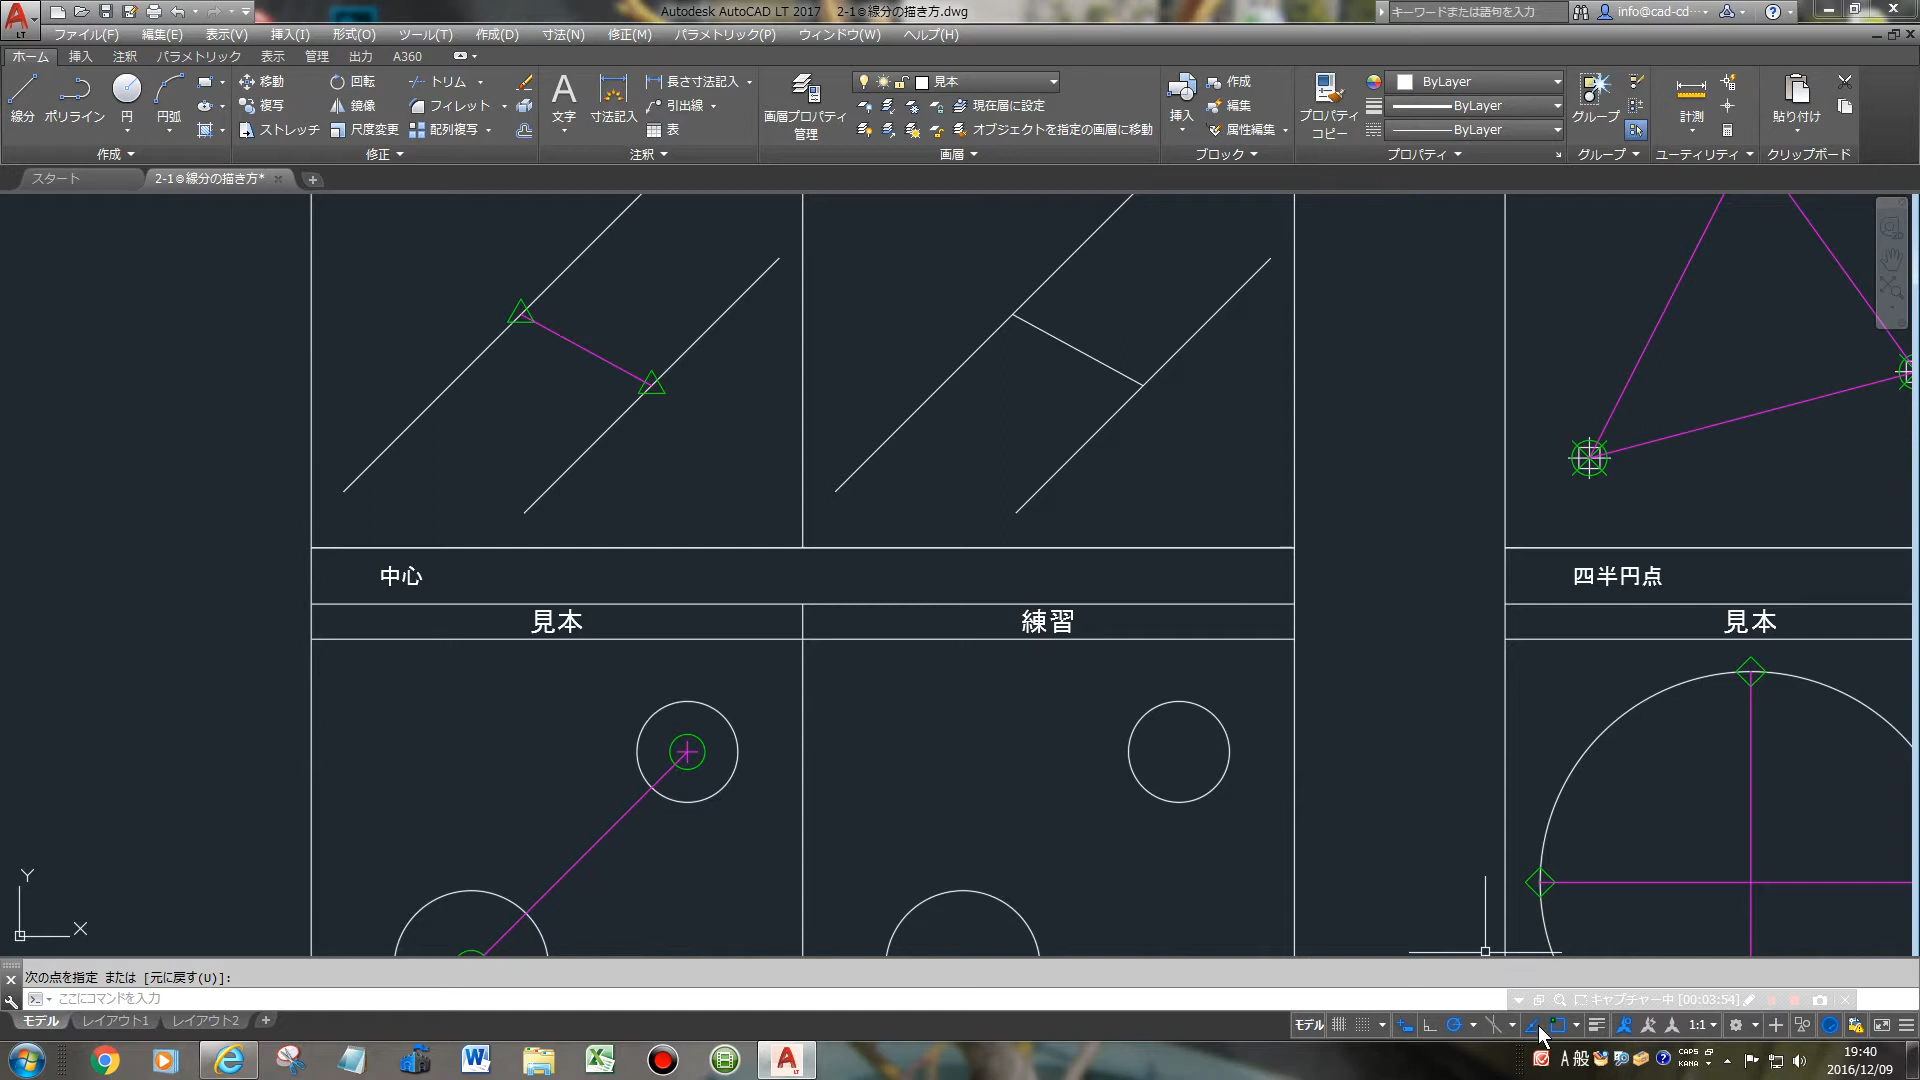 Autodesk AutoCAD LT 2017 2-1◎線分の描き方.dwg
キーワードまたは語句を入力
info@cad-cd...
LT
ファイル(F) 編集(E) 表示(V) 挿入(I) 形式(O) ツール(T) 作成(D) 寸法(N) 修正(M) パラメトリック(P) ウィンドウ(W) ヘルプ(H)
ホーム 挿入 注釈 パラメトリック 表示 管理 出力 A360
線分 ポリライン 円 円弧
移動 回転 トリム
複写 鏡像 フィレット
ストレッチ 尺度変更 配列複写
文字 寸法記入
長さ寸法記入
引出線
表
画層プロパティ管理
見本
現在層に設定
オブジェクトを指定の画層に移動
挿入
作成
編集
属性編集
プロパティコピー
ByLayer
ByLayer
ByLayer
グループ
計測
貼り付け
作成 修正 注釈 画層 ブロック プロパティ グループ ユーティリティ クリップボード
スタート 2-1◎線分の描き方*
中心
四半円点
見本 練習 見本
Y
X
次の点を指定 または [元に戻す(U)]:
ここにコマンドを入力
キャプチャー中 [00:03:54]
モデル レイアウト1 レイアウト2
モデル 1:1
A 般 CAPS KANA
19:40
2016/12/09